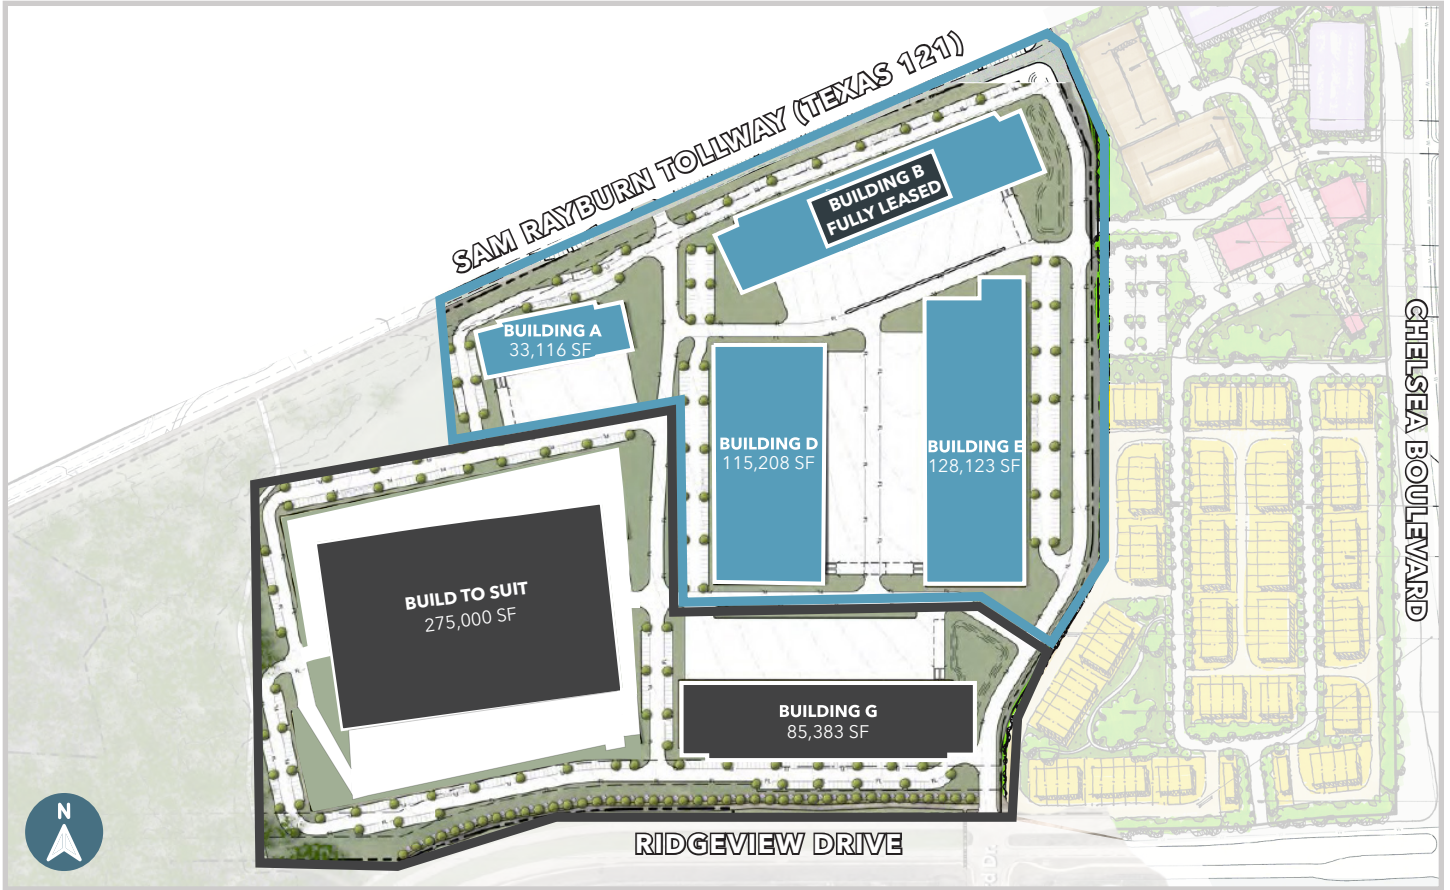 SAM RAYBURN TOLLWAY (TEXAS 121)
BUILDING B
FULLY LEASED
BUILDING A
33,116 SF
BUILDING D
115,208 SF
BUILDING E
128,123 SF
CHELSEA BOULEVARD
BUILD TO SUIT
275,000 SF
BUILDING G
85,383 SF
N
RIDGEVIEW DRIVE